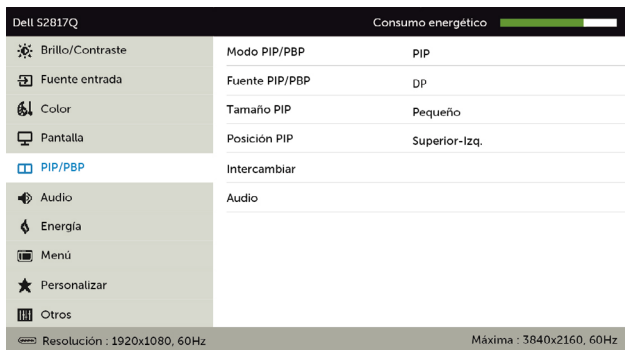 Dell S2817Q Consumo energético
Brillo/Contraste Modo PIP/PBP PIP
Fuente entrada Fuente PIP/PBP DP
Color Tamaño PIP Pequeño
Pantalla Posición PIP Superior-Izq.
PIP/PBP Intercambiar
Audio Audio
Energía
Menú
Personalizar
Otros
Resolución : 1920x1080, 60Hz Máxima : 3840x2160, 60Hz